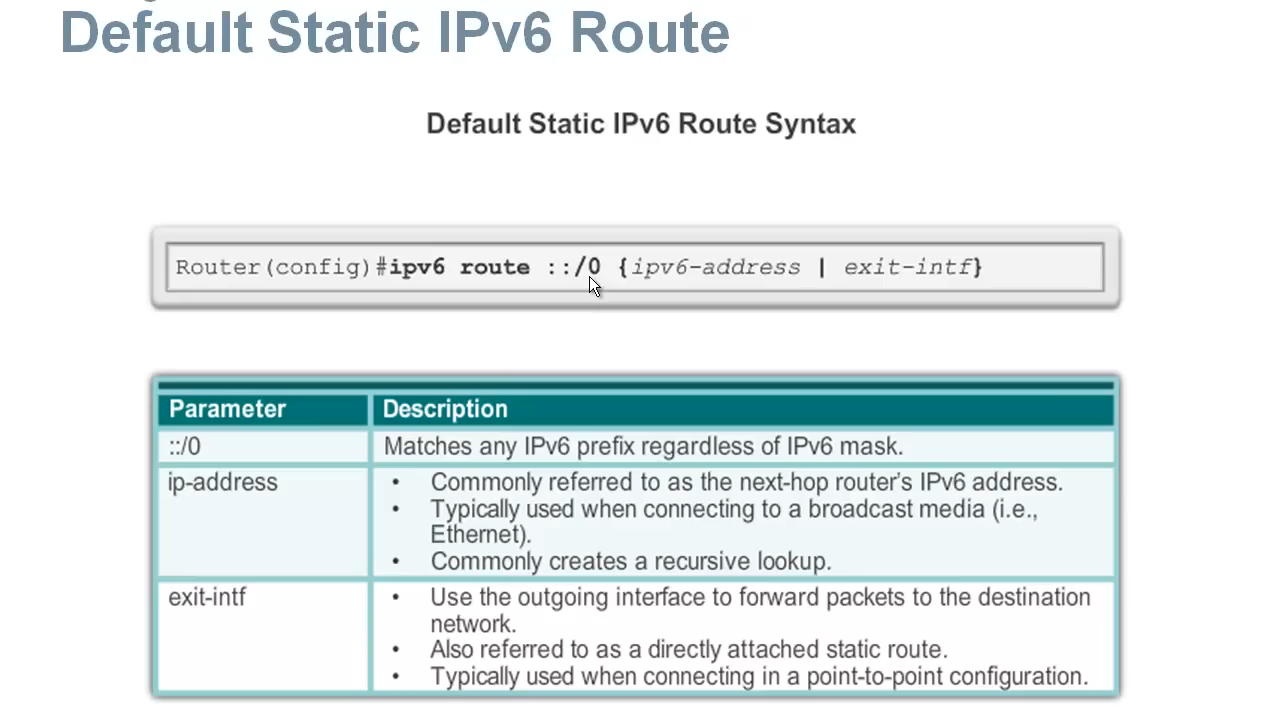 Default Static IPv6 Route
Default Static IPv6 Route Syntax
Router(config)#ipv6 route ::/0 {ipv6-address | exit-intf}
Parameter Description
::/0 Matches any IPv6 prefix regardless of IPv6 mask.
ip-address • Commonly referred to as the next-hop router's IPv6 address.
• Typically used when connecting to a broadcast media (i.e.,
Ethernet).
• Commonly creates a recursive lookup.
exit-intf • Use the outgoing interface to forward packets to the destination
network.
• Also referred to as a directly attached static route.
• Typically used when connecting in a point-to-point configuration.